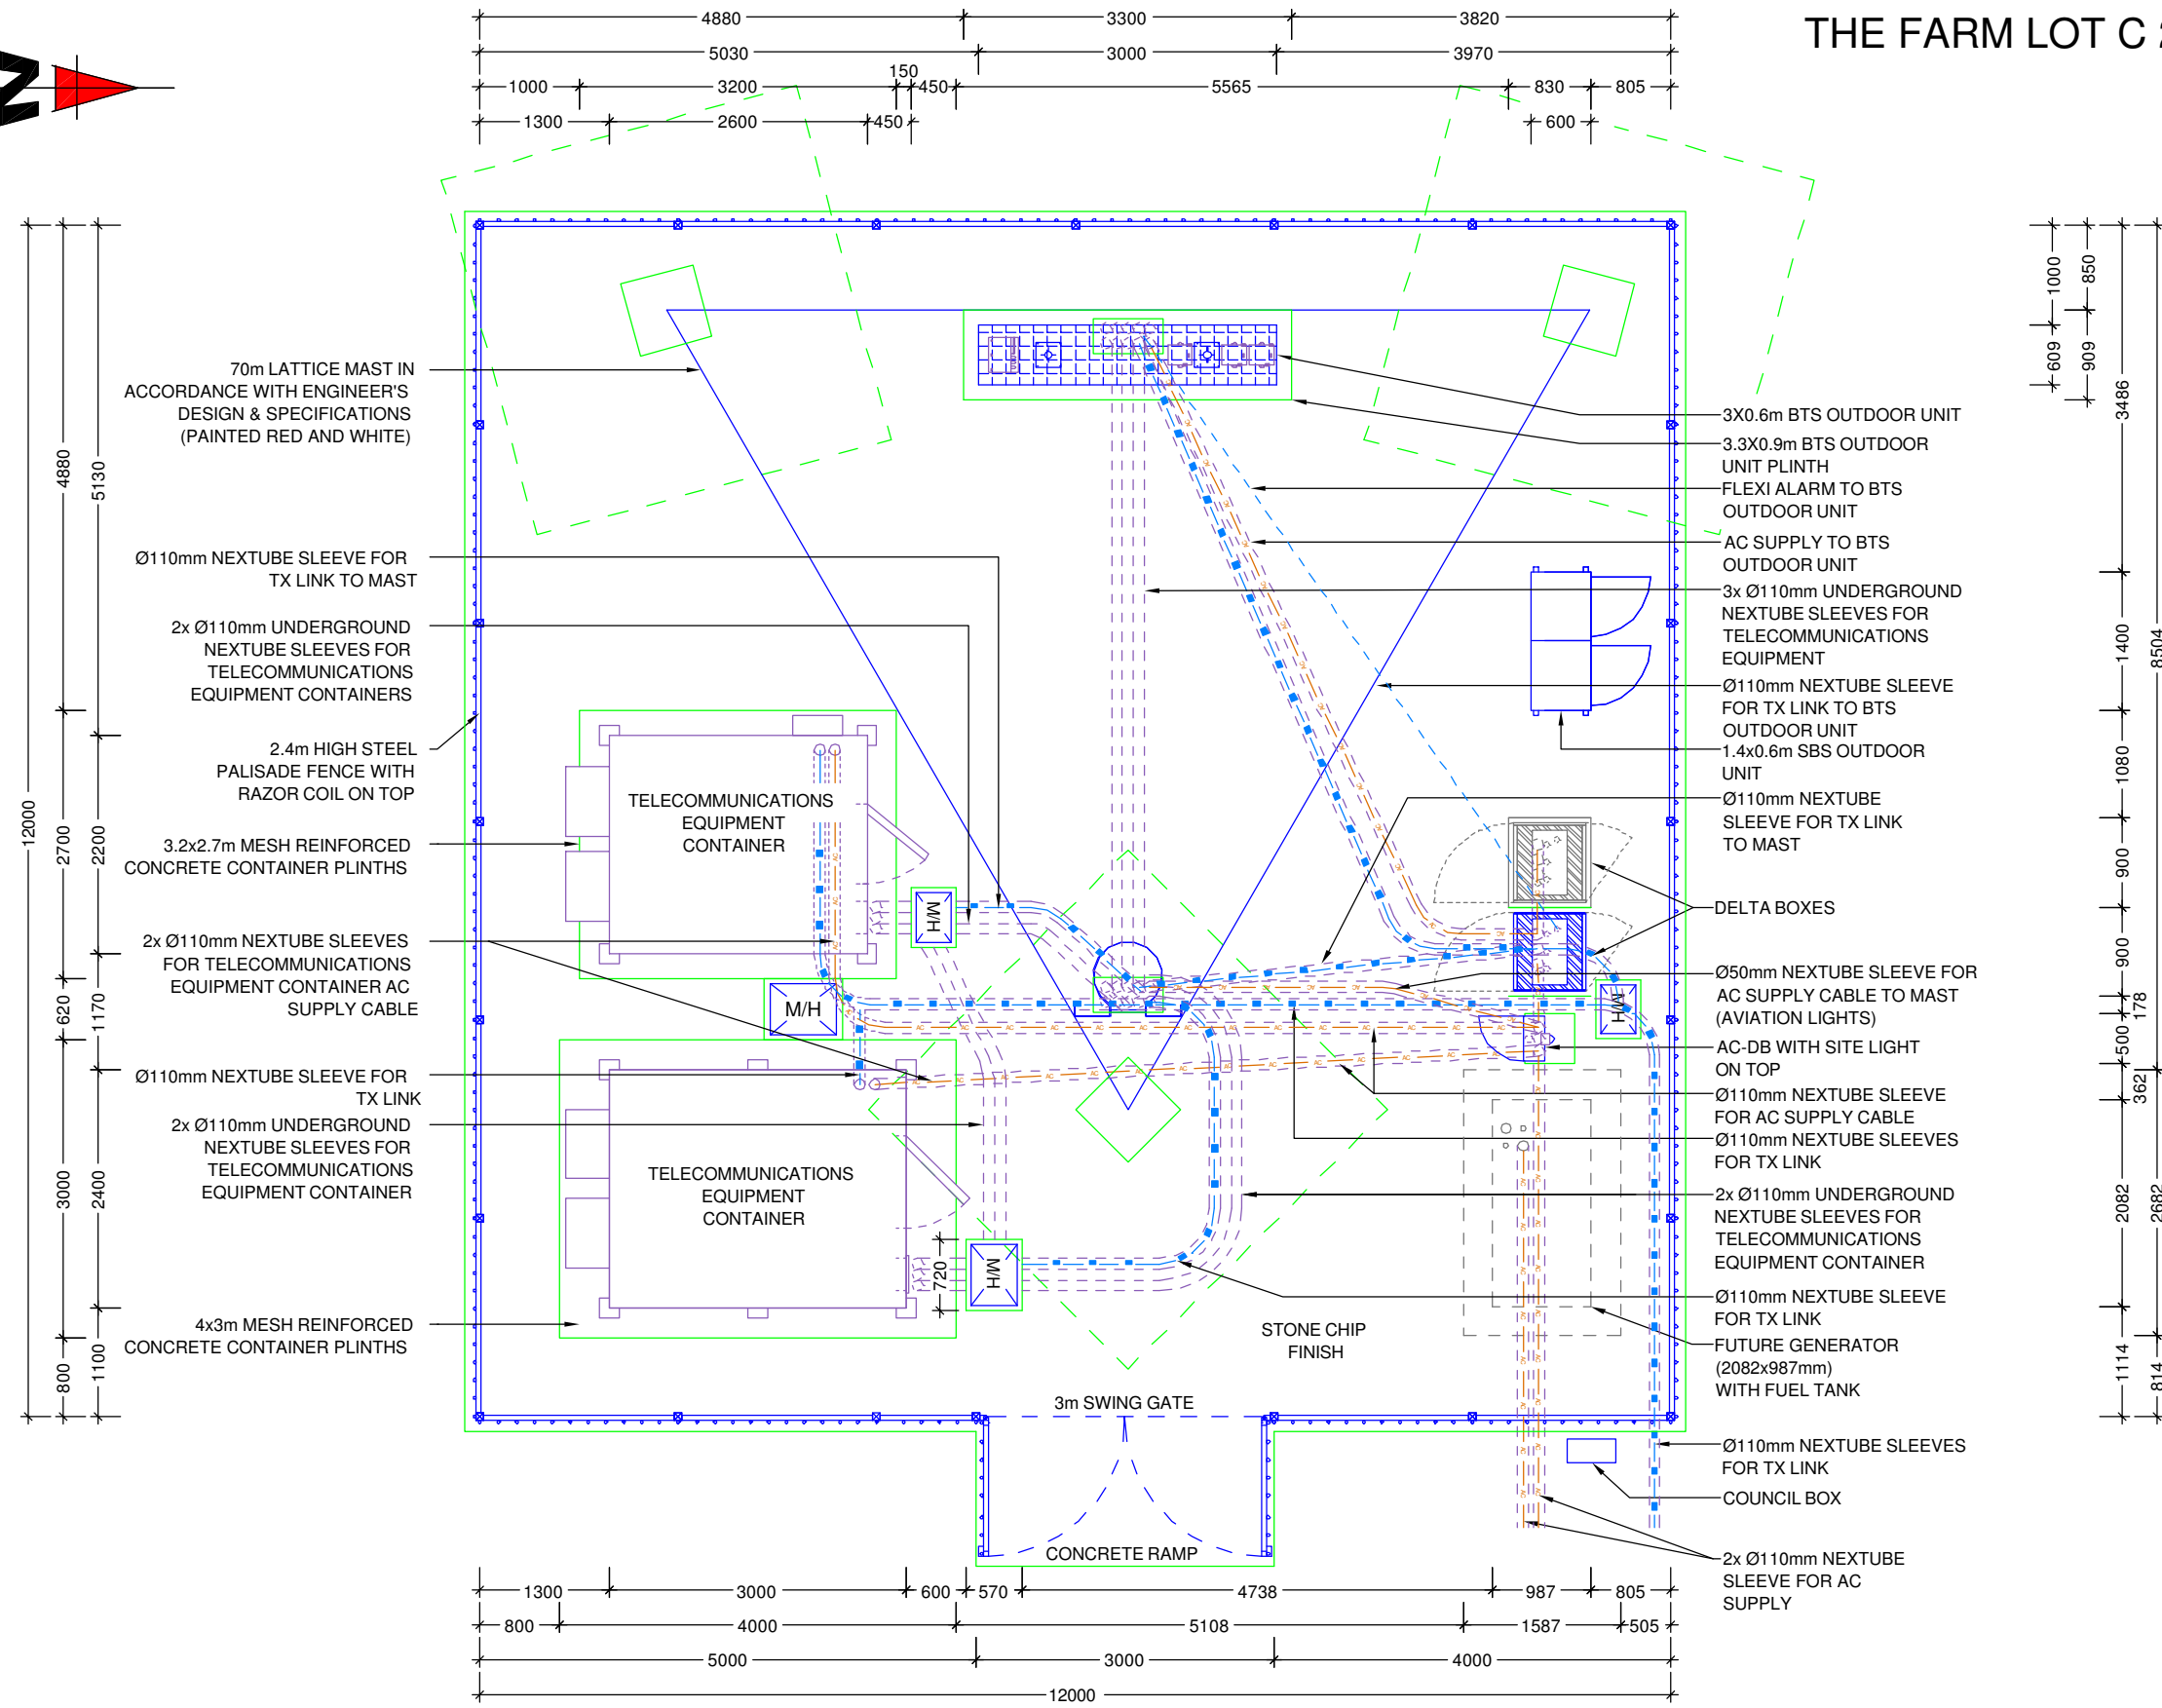 THE FARM LOT C
4880 3300 3820
5030 3000 3970
150
1000 3200 450 5565 830 805
1300 2600 450 600
N
70m LATTICE MAST IN
ACCORDANCE WITH ENGINEER'S
DESIGN & SPECIFICATIONS
(PAINTED RED AND WHITE)
Ø110mm NEXTUBE SLEEVE FOR
TX LINK TO MAST
2x Ø110mm UNDERGROUND
NEXTUBE SLEEVES FOR
TELECOMMUNICATIONS
EQUIPMENT CONTAINERS
2.4m HIGH STEEL
PALISADE FENCE WITH
RAZOR COIL ON TOP
3.2x2.7m MESH REINFORCED
CONCRETE CONTAINER PLINTHS
2x Ø110mm NEXTUBE SLEEVES
FOR TELECOMMUNICATIONS
EQUIPMENT CONTAINER AC
SUPPLY CABLE
Ø110mm NEXTUBE SLEEVE FOR
TX LINK
2x Ø110mm UNDERGROUND
NEXTUBE SLEEVES FOR
TELECOMMUNICATIONS
EQUIPMENT CONTAINER
4x3m MESH REINFORCED
CONCRETE CONTAINER PLINTHS
12000
4880 2700 620 3000 800
5130 2200 1170 2400 1100
TELECOMMUNICATIONS
EQUIPMENT
CONTAINER
M/H
M/H
M/H
TELECOMMUNICATIONS
EQUIPMENT
CONTAINER
M/H
720
STONE CHIP
FINISH
3m SWING GATE
CONCRETE RAMP
3X0.6m BTS OUTDOOR UNIT
3.3X0.9m BTS OUTDOOR
UNIT PLINTH
FLEXI ALARM TO BTS
OUTDOOR UNIT
AC SUPPLY TO BTS
OUTDOOR UNIT
3x Ø110mm UNDERGROUND
NEXTUBE SLEEVES FOR
TELECOMMUNICATIONS
EQUIPMENT
Ø110mm NEXTUBE SLEEVE
FOR TX LINK TO BTS
OUTDOOR UNIT
1.4x0.6m SBS OUTDOOR
UNIT
Ø110mm NEXTUBE
SLEEVE FOR TX LINK
TO MAST
DELTA BOXES
Ø50mm NEXTUBE SLEEVE FOR
AC SUPPLY CABLE TO MAST
(AVIATION LIGHTS)
AC-DB WITH SITE LIGHT
ON TOP
Ø110mm NEXTUBE SLEEVE
FOR AC SUPPLY CABLE
Ø110mm NEXTUBE SLEEVES
FOR TX LINK
2x Ø110mm UNDERGROUND
NEXTUBE SLEEVES FOR
TELECOMMUNICATIONS
EQUIPMENT CONTAINER
Ø110mm NEXTUBE SLEEVE
FOR TX LINK
FUTURE GENERATOR
(2082x987mm)
WITH FUEL TANK
Ø110mm NEXTUBE SLEEVES
FOR TX LINK
COUNCIL BOX
2x Ø110mm NEXTUBE
SLEEVE FOR AC
SUPPLY
1000 609
850 909
3486 1400 1080 900 900 178 500 362 2082 1114
8504 2682 814
1300 3000 600 570 4738 987 805
800 4000 5108 1587 505
5000 3000 4000
12000